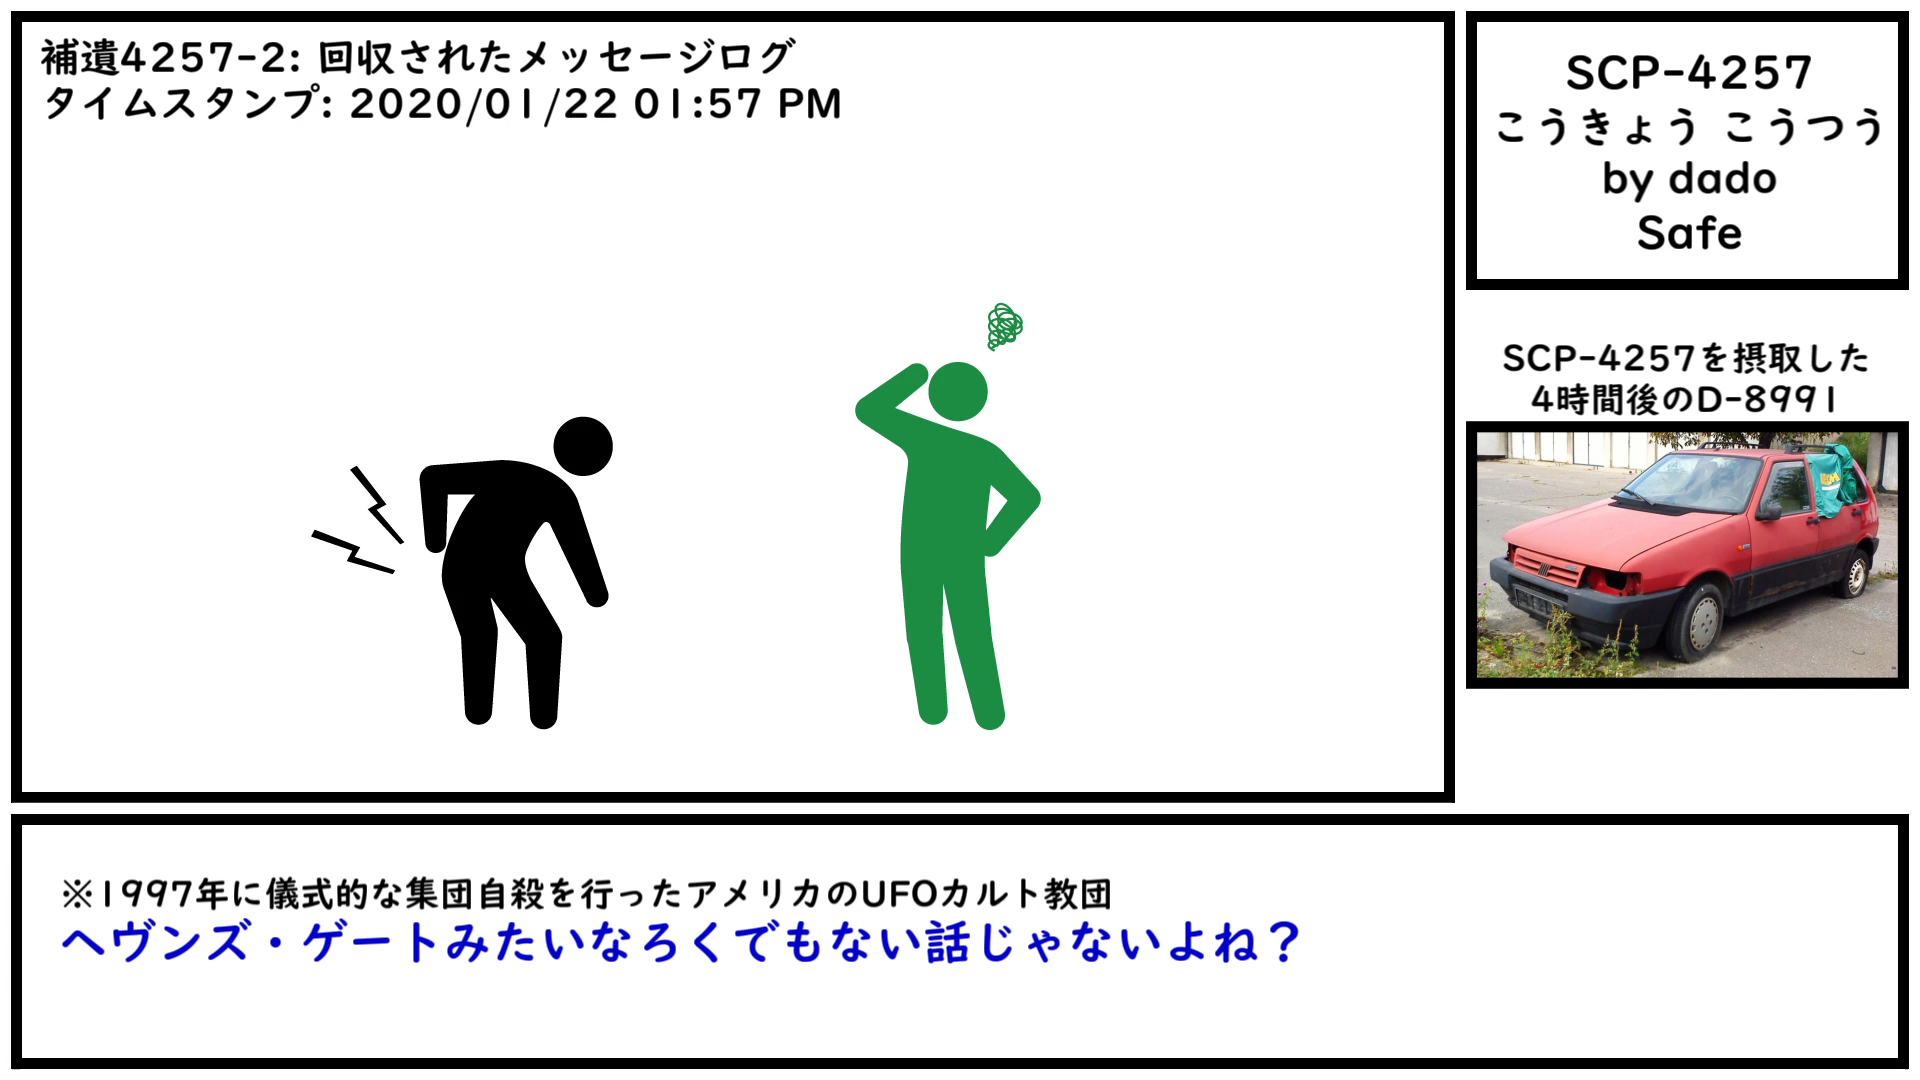 補遺4257-2: 回収されたメッセージログ
タイムスタンプ: 2020/01/22 01:57 PM
SCP-4257
こうきょう こうつう
by dado
Safe
SCP-4257を摂取した
4時間後のD-8991
※1997年に儀式的な集団自殺を行ったアメリカのUFOカルト教団
ヘヴンズ・ゲートみたいなろくでもない話じゃないよね？